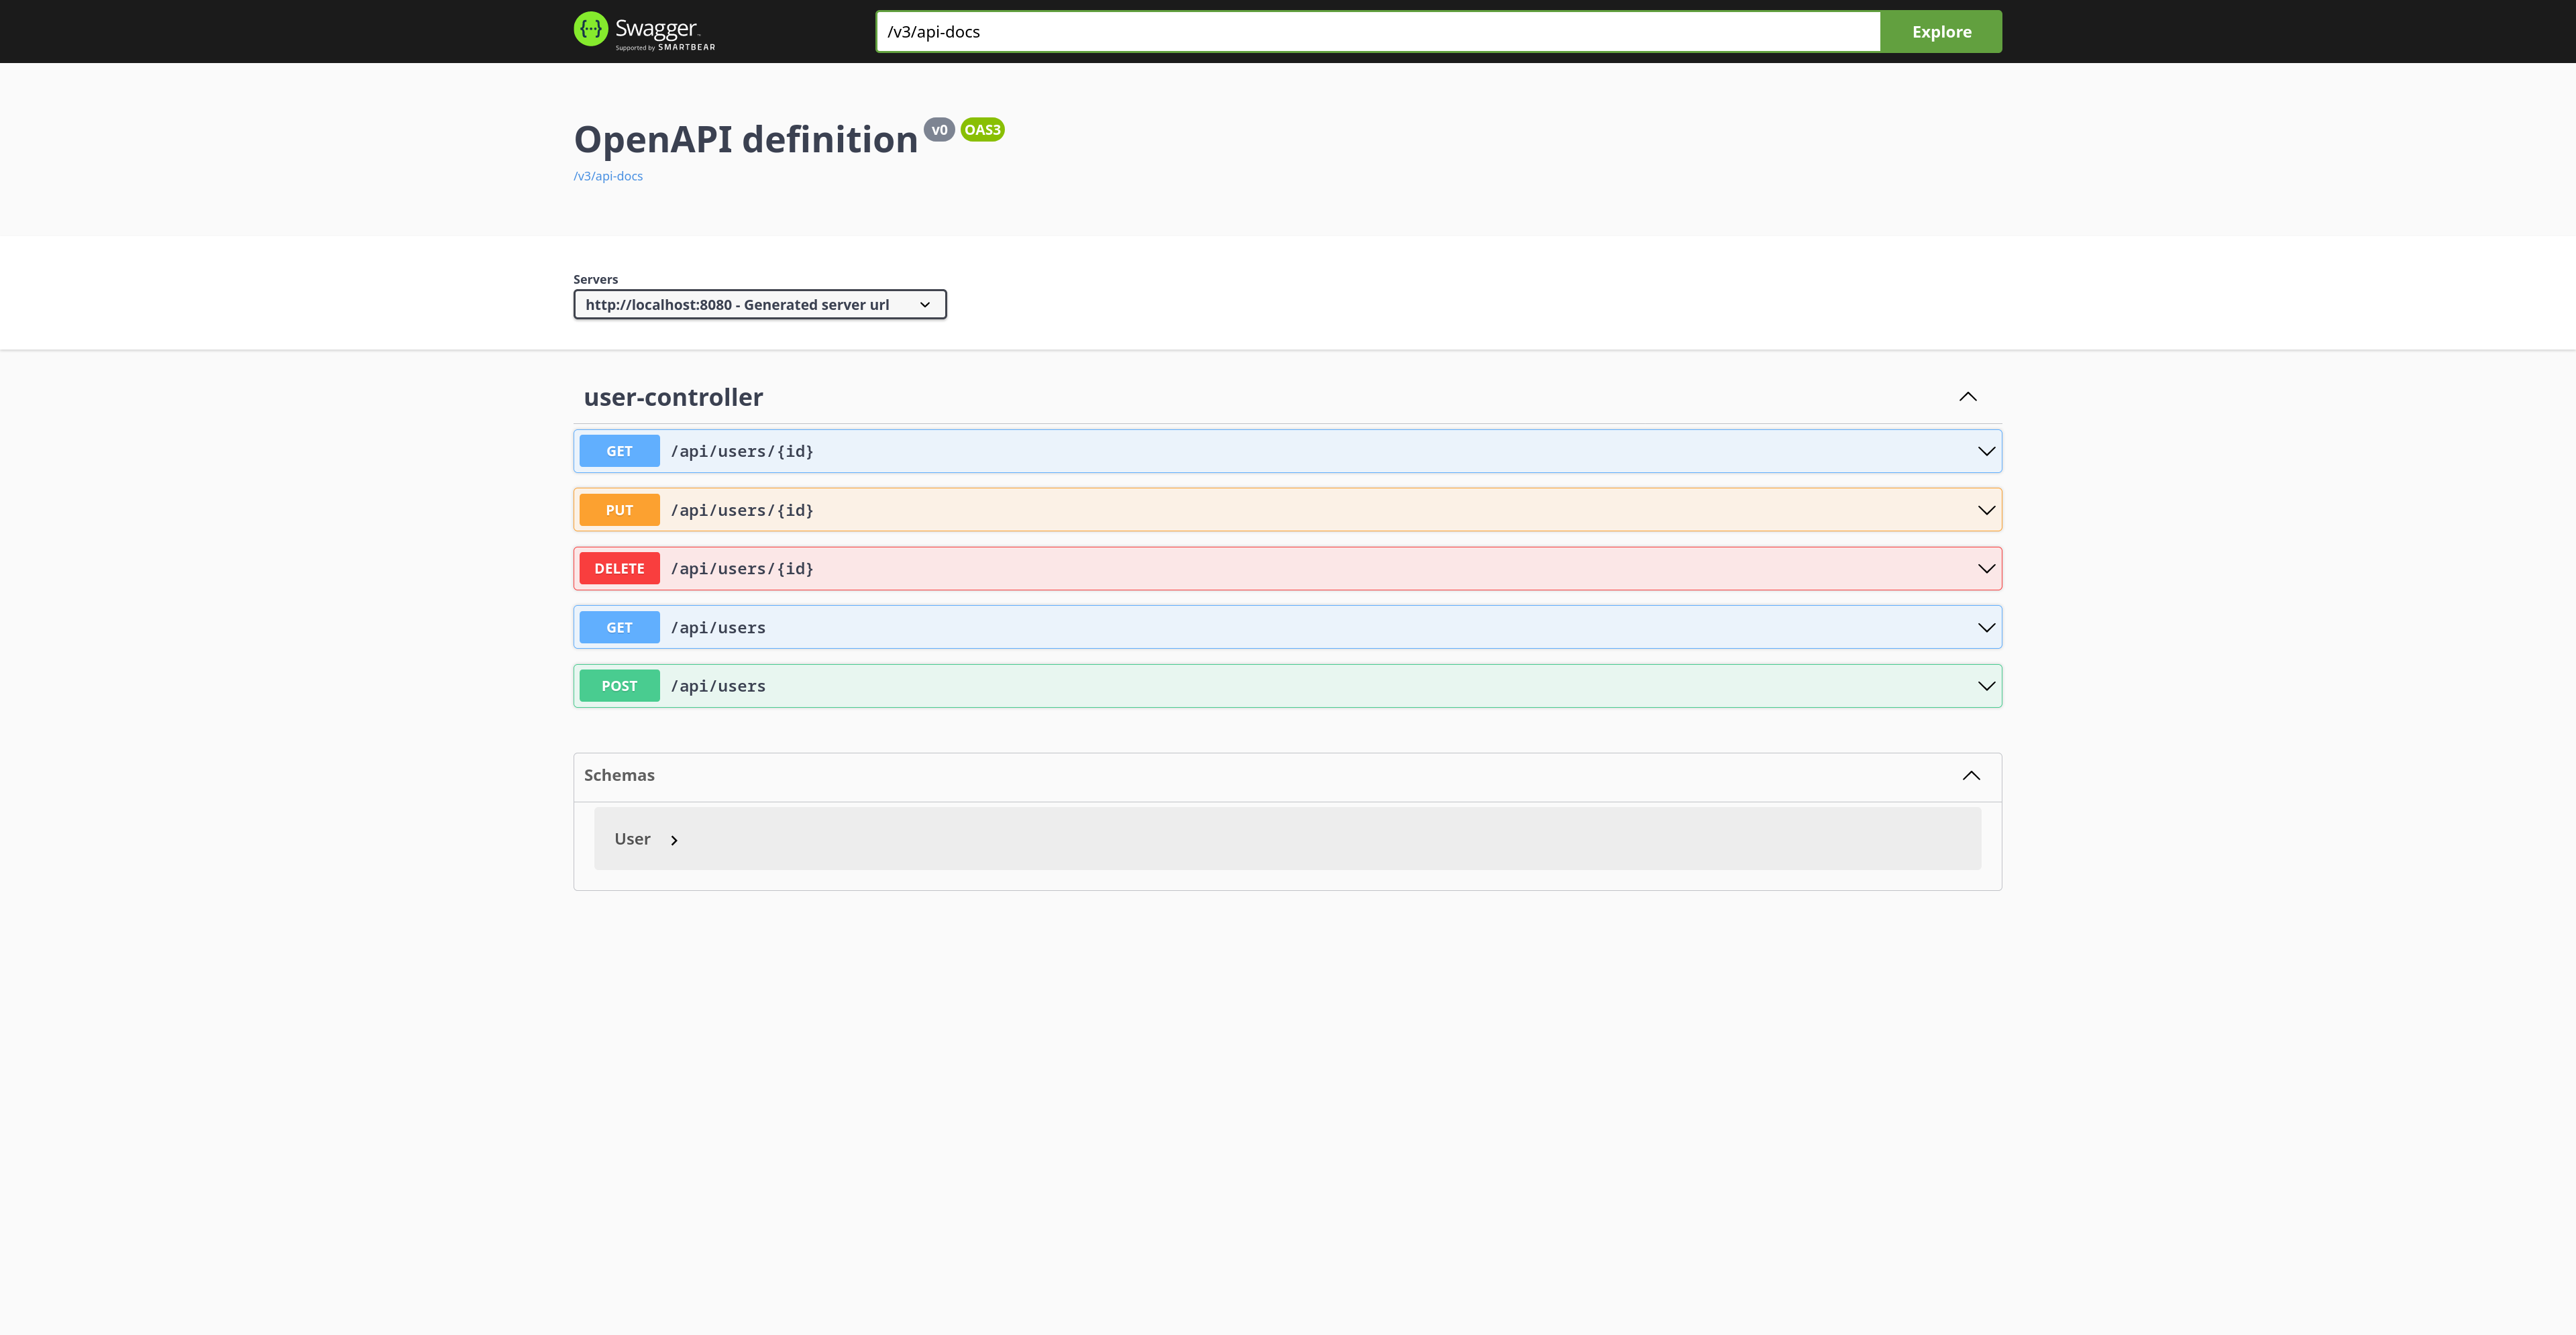 Swagger
Supported by SMARTBEAR
/v3/api-docs
Explore
OpenAPI definition v0 OAS3
/v3/api-docs
Servers
http://localhost:8080 - Generated server url
user-controller
GET /api/users/{id}
PUT /api/users/{id}
DELETE /api/users/{id}
GET /api/users
POST /api/users
Schemas
User